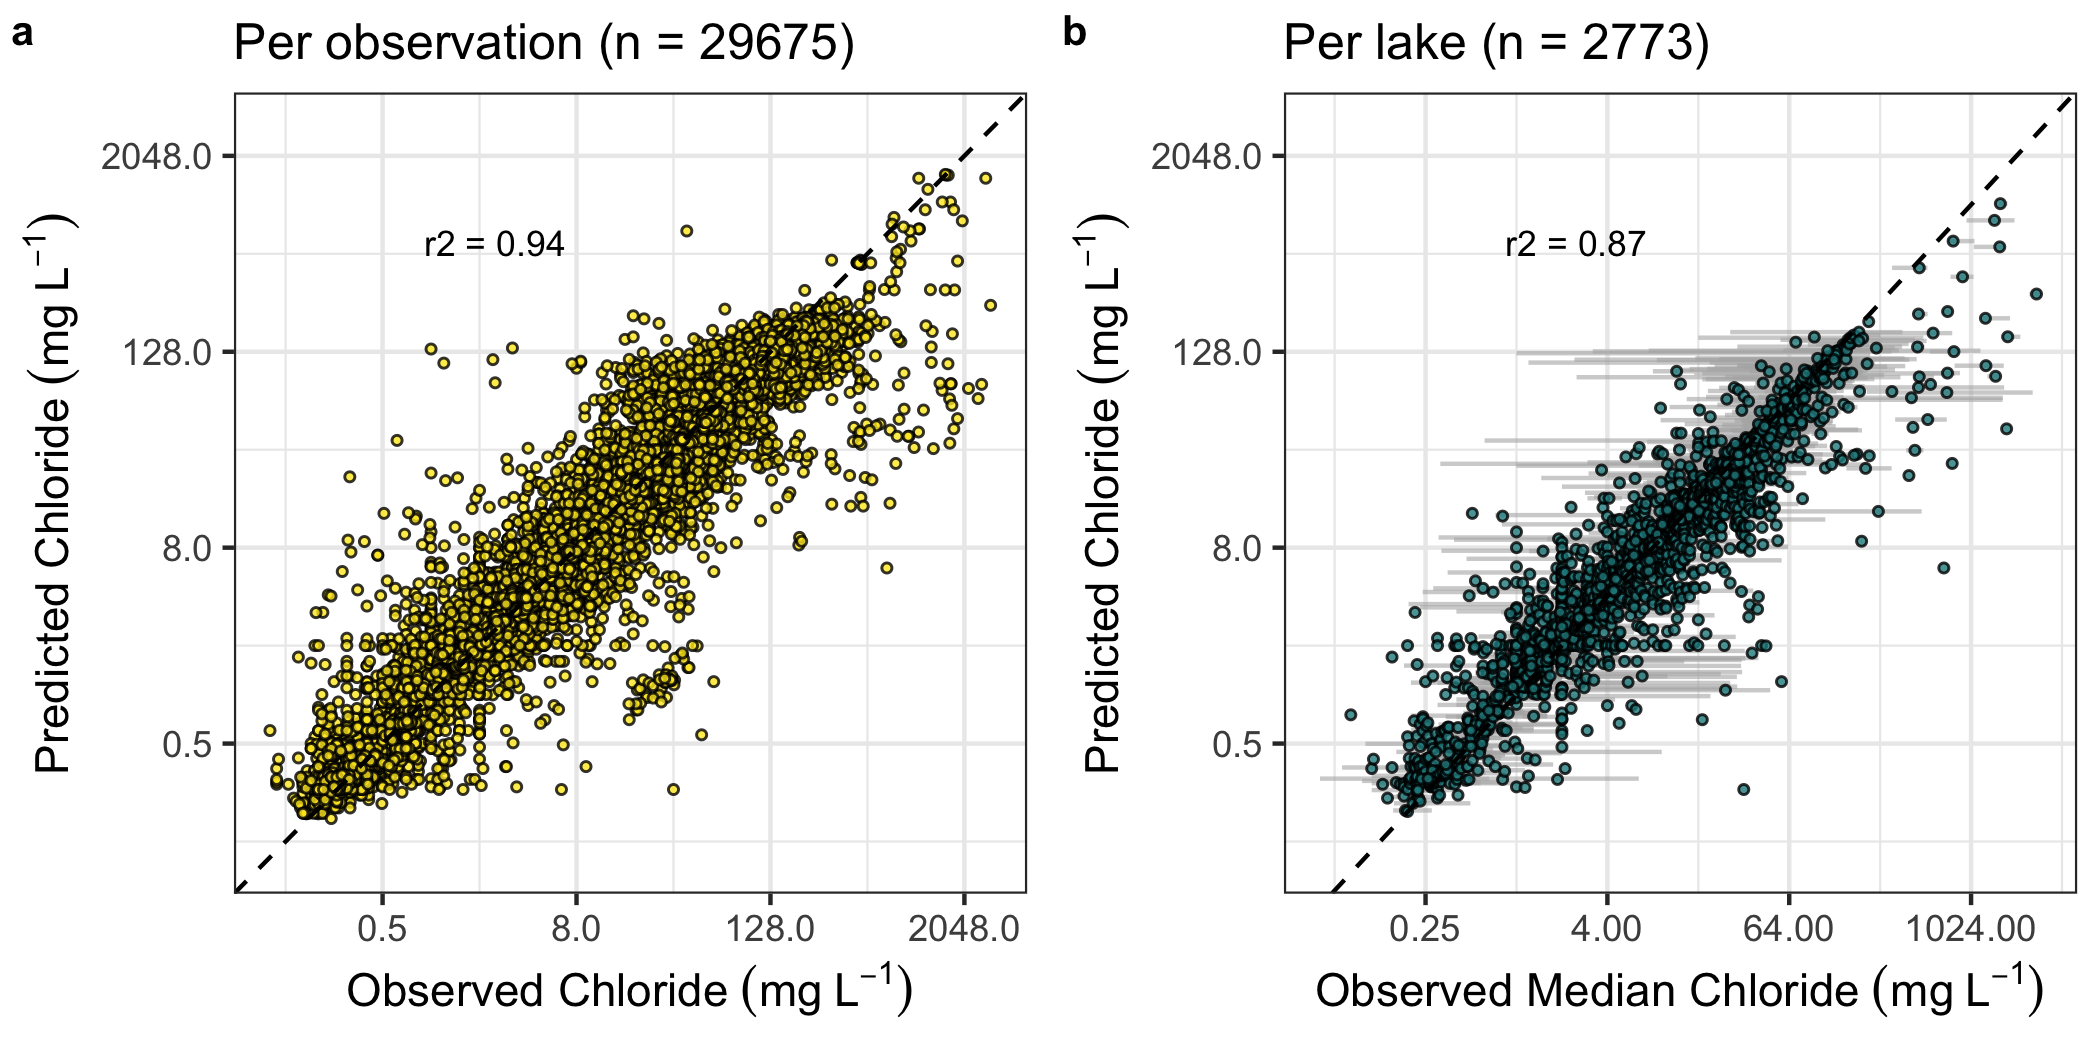 a
Per observation (n = 29675)
2048.0
128.0
8.0
0.5
Predicted Chloride (mg L⁻¹)
r2 = 0.94
0.5 8.0 128.0 2048.0
Observed Chloride (mg L⁻¹)
b
Per lake (n = 2773)
2048.0
128.0
8.0
0.5
Predicted Chloride (mg L⁻¹)
r2 = 0.87
0.25 4.00 64.00 1024.00
Observed Median Chloride (mg L⁻¹)